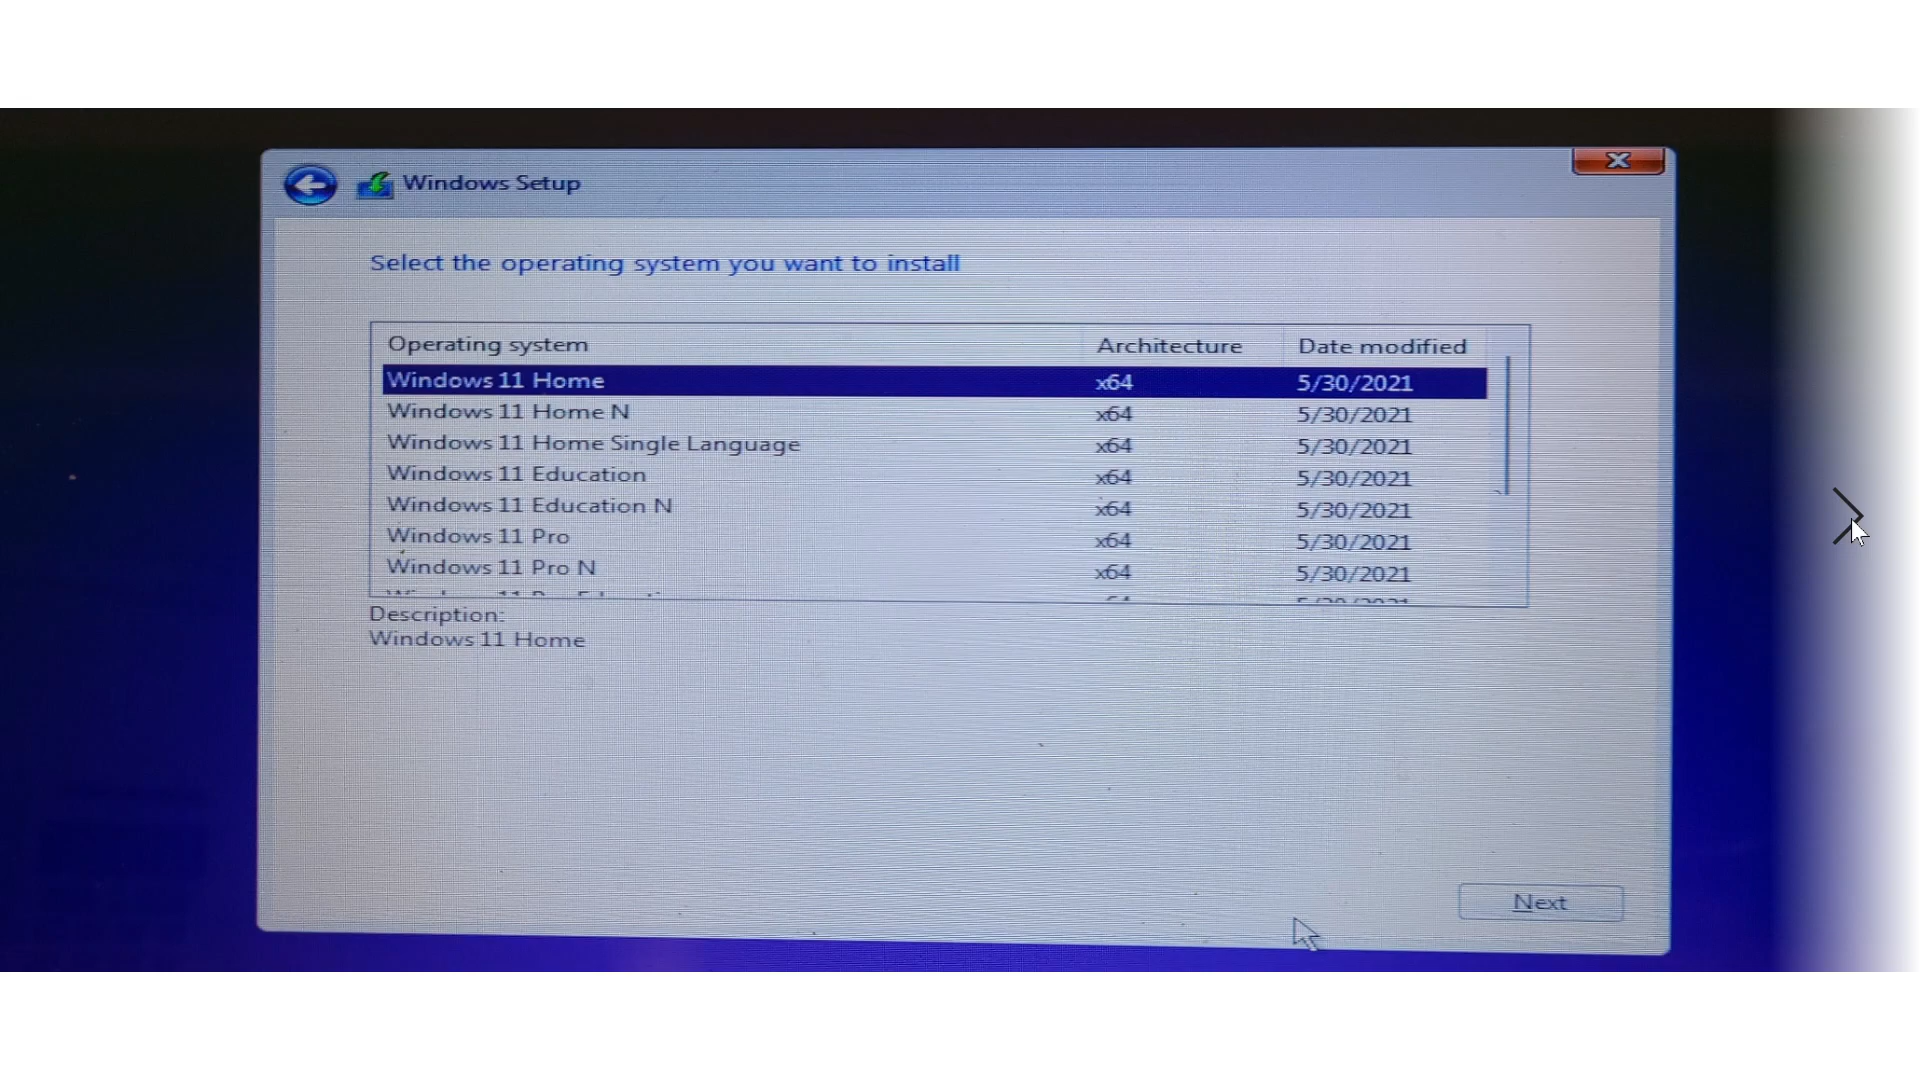 Windows Setup
Select the operating system you want to install
Operating system Architecture Date modified
Windows 11 Home x64 5/30/2021
Windows 11 Home N x64 5/30/2021
Windows 11 Home Single Language x64 5/30/2021
Windows 11 Education x64 5/30/2021
Windows 11 Education N x64 5/30/2021
Windows 11 Pro x64 5/30/2021
Windows 11 Pro N x64 5/30/2021
Description:
Windows 11 Home
Next